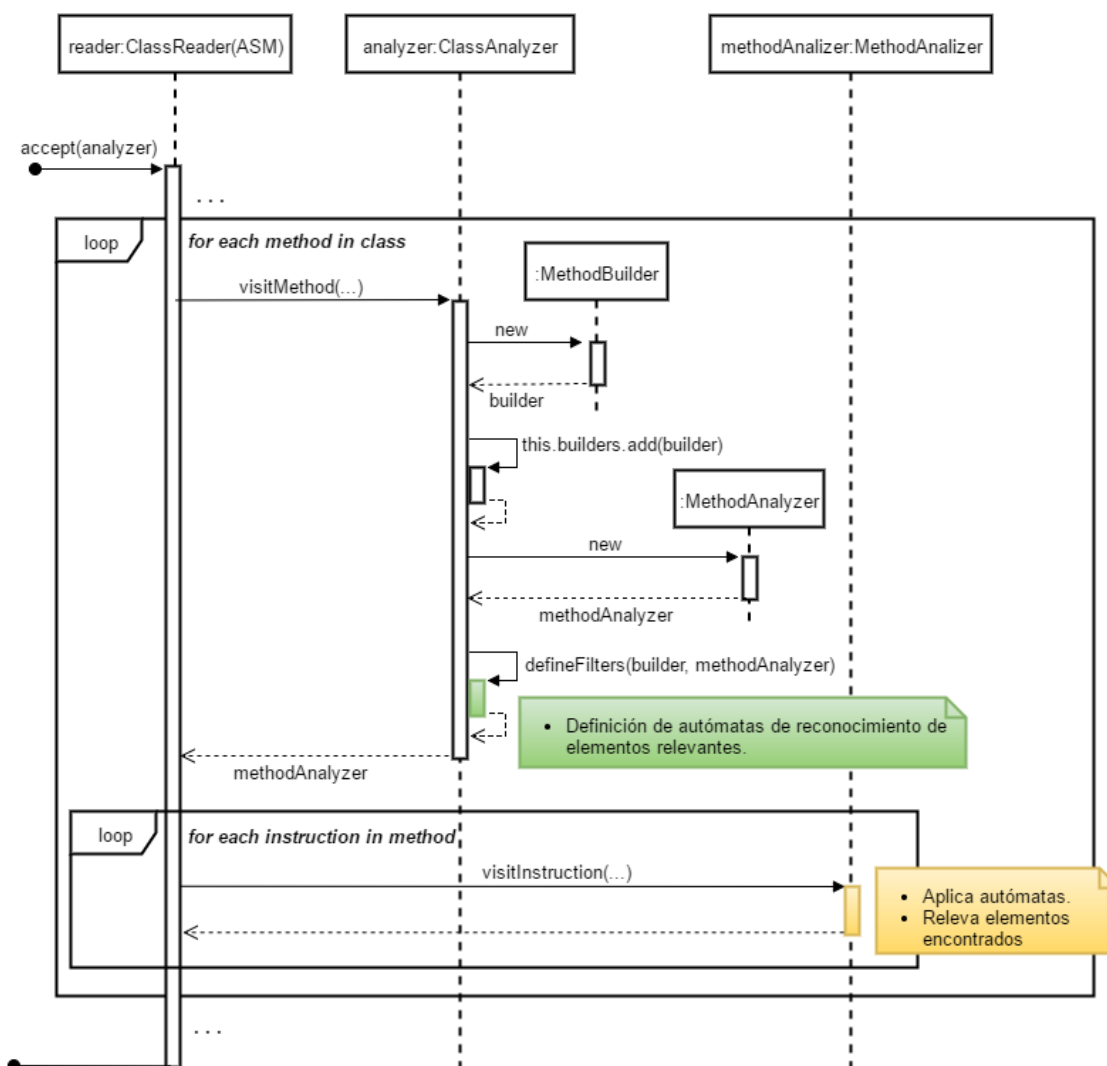 reader:ClassReader(ASM)
analyzer:ClassAnalyzer
methodAnalizer:MethodAnalizer
accept(analyzer)
. . .
loop
for each method in class
:MethodBuilder
visitMethod(...)
new
builder
this.builders.add(builder)
:MethodAnalyzer
new
methodAnalyzer
defineFilters(builder, methodAnalyzer)
• Definición de autómatas de reconocimiento de
elementos relevantes.
methodAnalyzer
loop
for each instruction in method
visitInstruction(...)
• Aplica autómatas.
• Releva elementos
encontrados
. . .